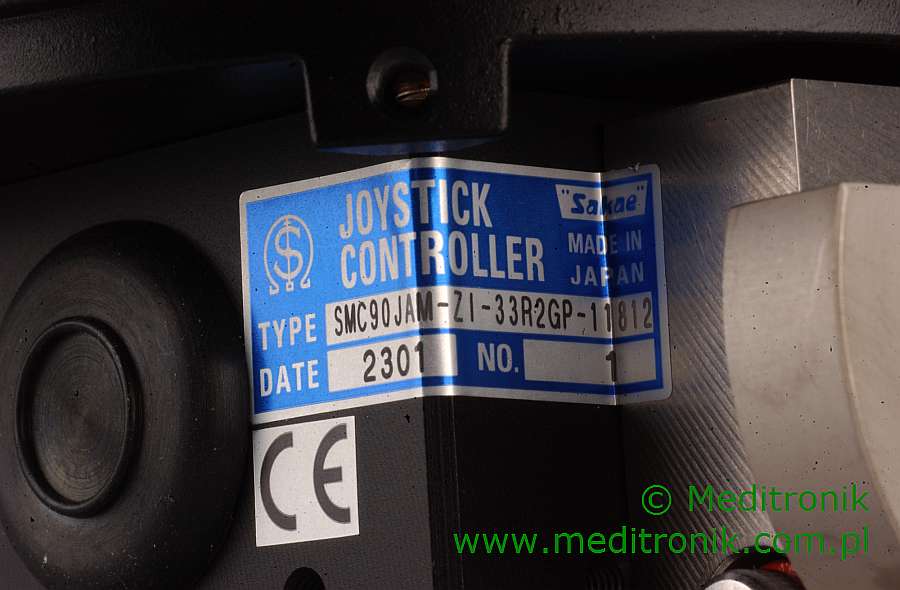 JOYSTICK
CONTROLLER
"Sakae"
MADE IN
JAPAN
TYPE SMC90JAM-ZI-33R2GP-11812
DATE 2301 NO. 1
CE
© Meditronik
www.meditronik.com.pl